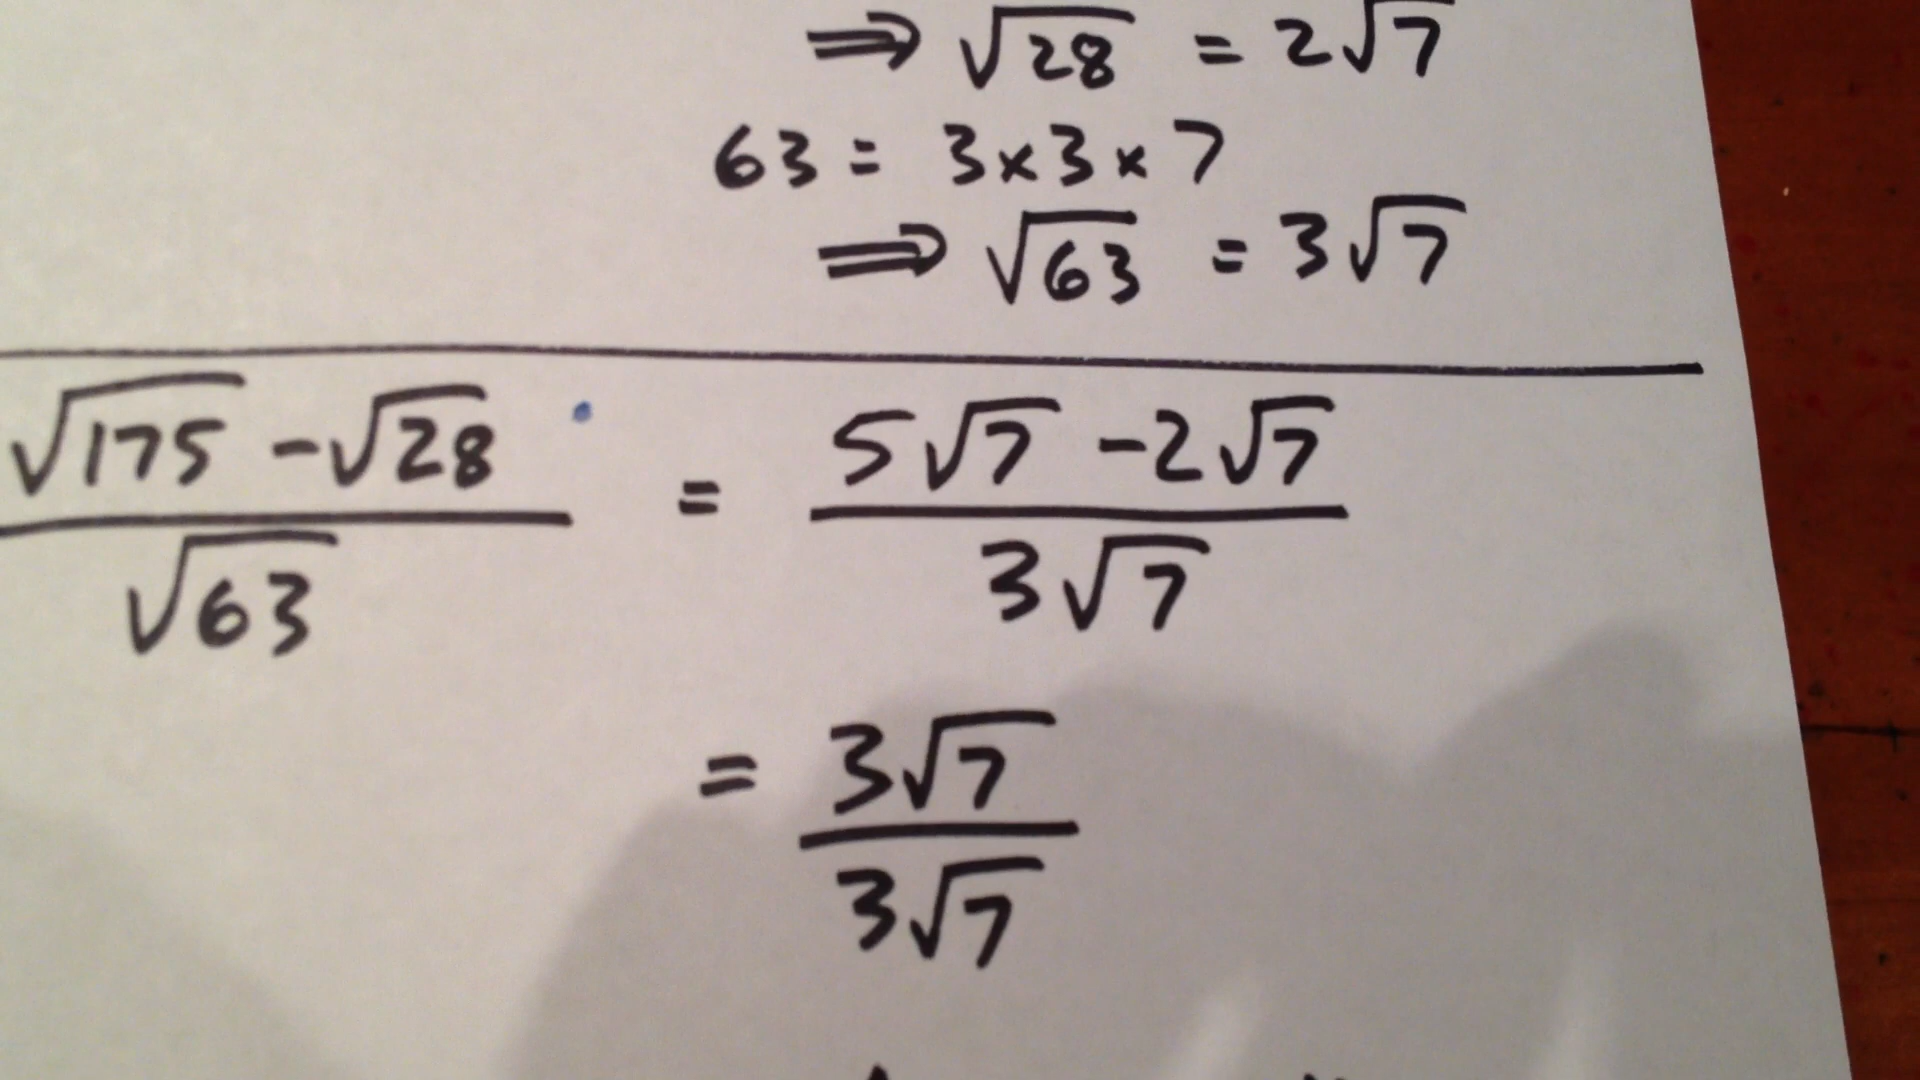 ⇒ √28 = 2√7
63 = 3×3×7
⇒ √63 = 3√7
(√175 - √28) / √63 = (5√7 - 2√7) / 3√7
= 3√7 / 3√7